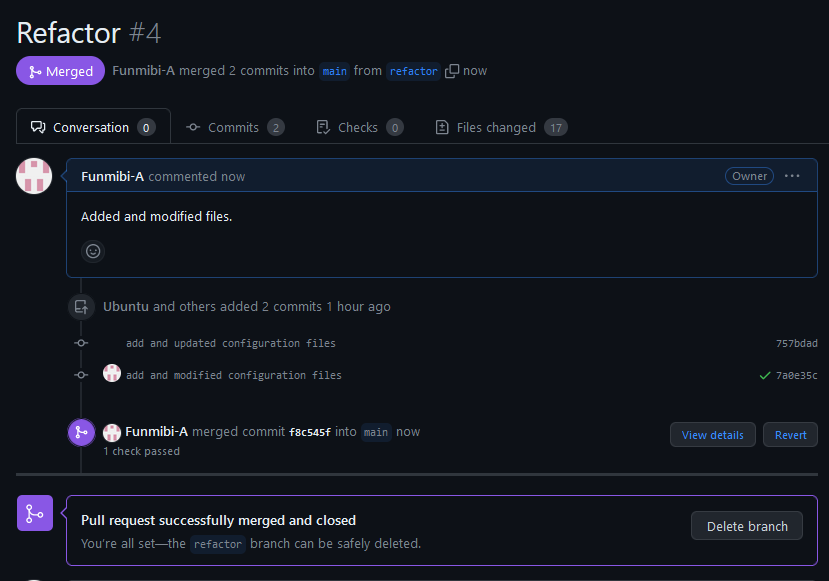 Refactor #4
Merged Funmibi-A merged 2 commits into main from refactor now
Conversation 0 Commits 2 Checks 0 Files changed 17
Funmibi-A commented now Owner
Added and modified files.
Ubuntu and others added 2 commits 1 hour ago
add and updated configuration files 757bdad
add and modified configuration files 7a0e35c
Funmibi-A merged commit f8c545f into main now View details Revert
1 check passed
Pull request successfully merged and closed
You're all set—the refactor branch can be safely deleted.
Delete branch